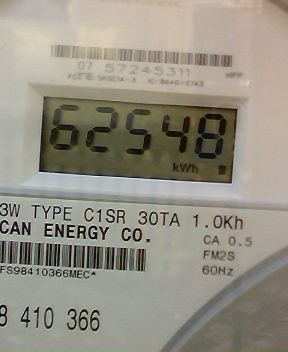 07 57245311 HPP
62548
kWh
3W TYPE C1SR 30TA 1.0Kh
CAN ENERGY CO. CA 0.5
FM2S
FS98410366MEC* 60Hz
8 410 366